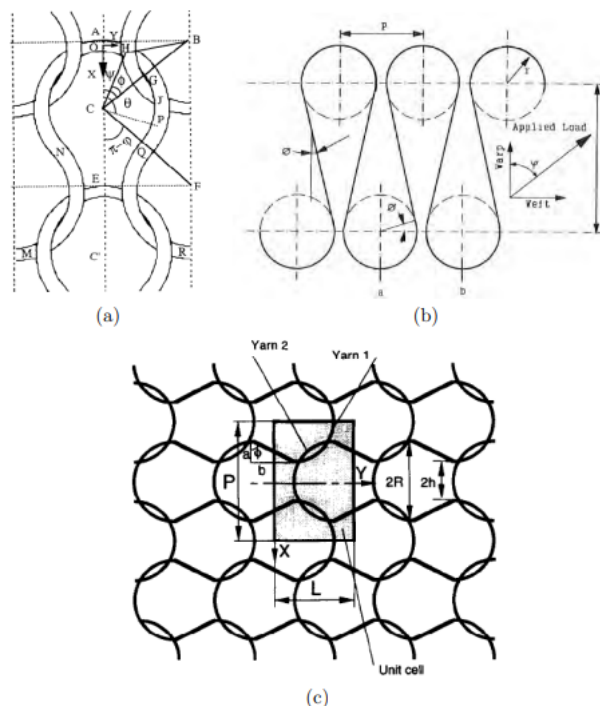 A
B
O
Y
H
X
Ψ
φ
G
C
θ
J
P
N
Q
π-φ
E
F
M
C'
R
(a)
P
r
Applied Load
Warp
Ψ
Weft
Ø
Ø
a
b
(b)
Yarn 2
Yarn 1
a
φ
b
P
Y
2R
2h
X
L
Unit cell
(c)